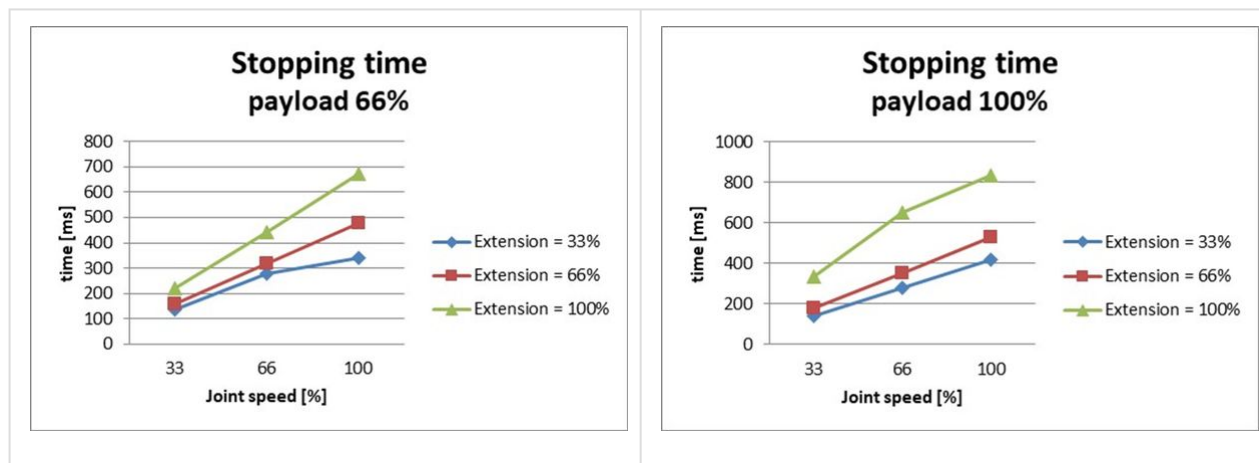 Stopping time
payload 66%
800
700
600
500
400
300
200
100
0
time [ms]
33
66
100
Joint speed [%]
Extension = 33%
Extension = 66%
Extension = 100%
Stopping time
payload 100%
1000
800
600
400
200
0
time [ms]
33
66
100
Joint speed [%]
Extension = 33%
Extension = 66%
Extension = 100%